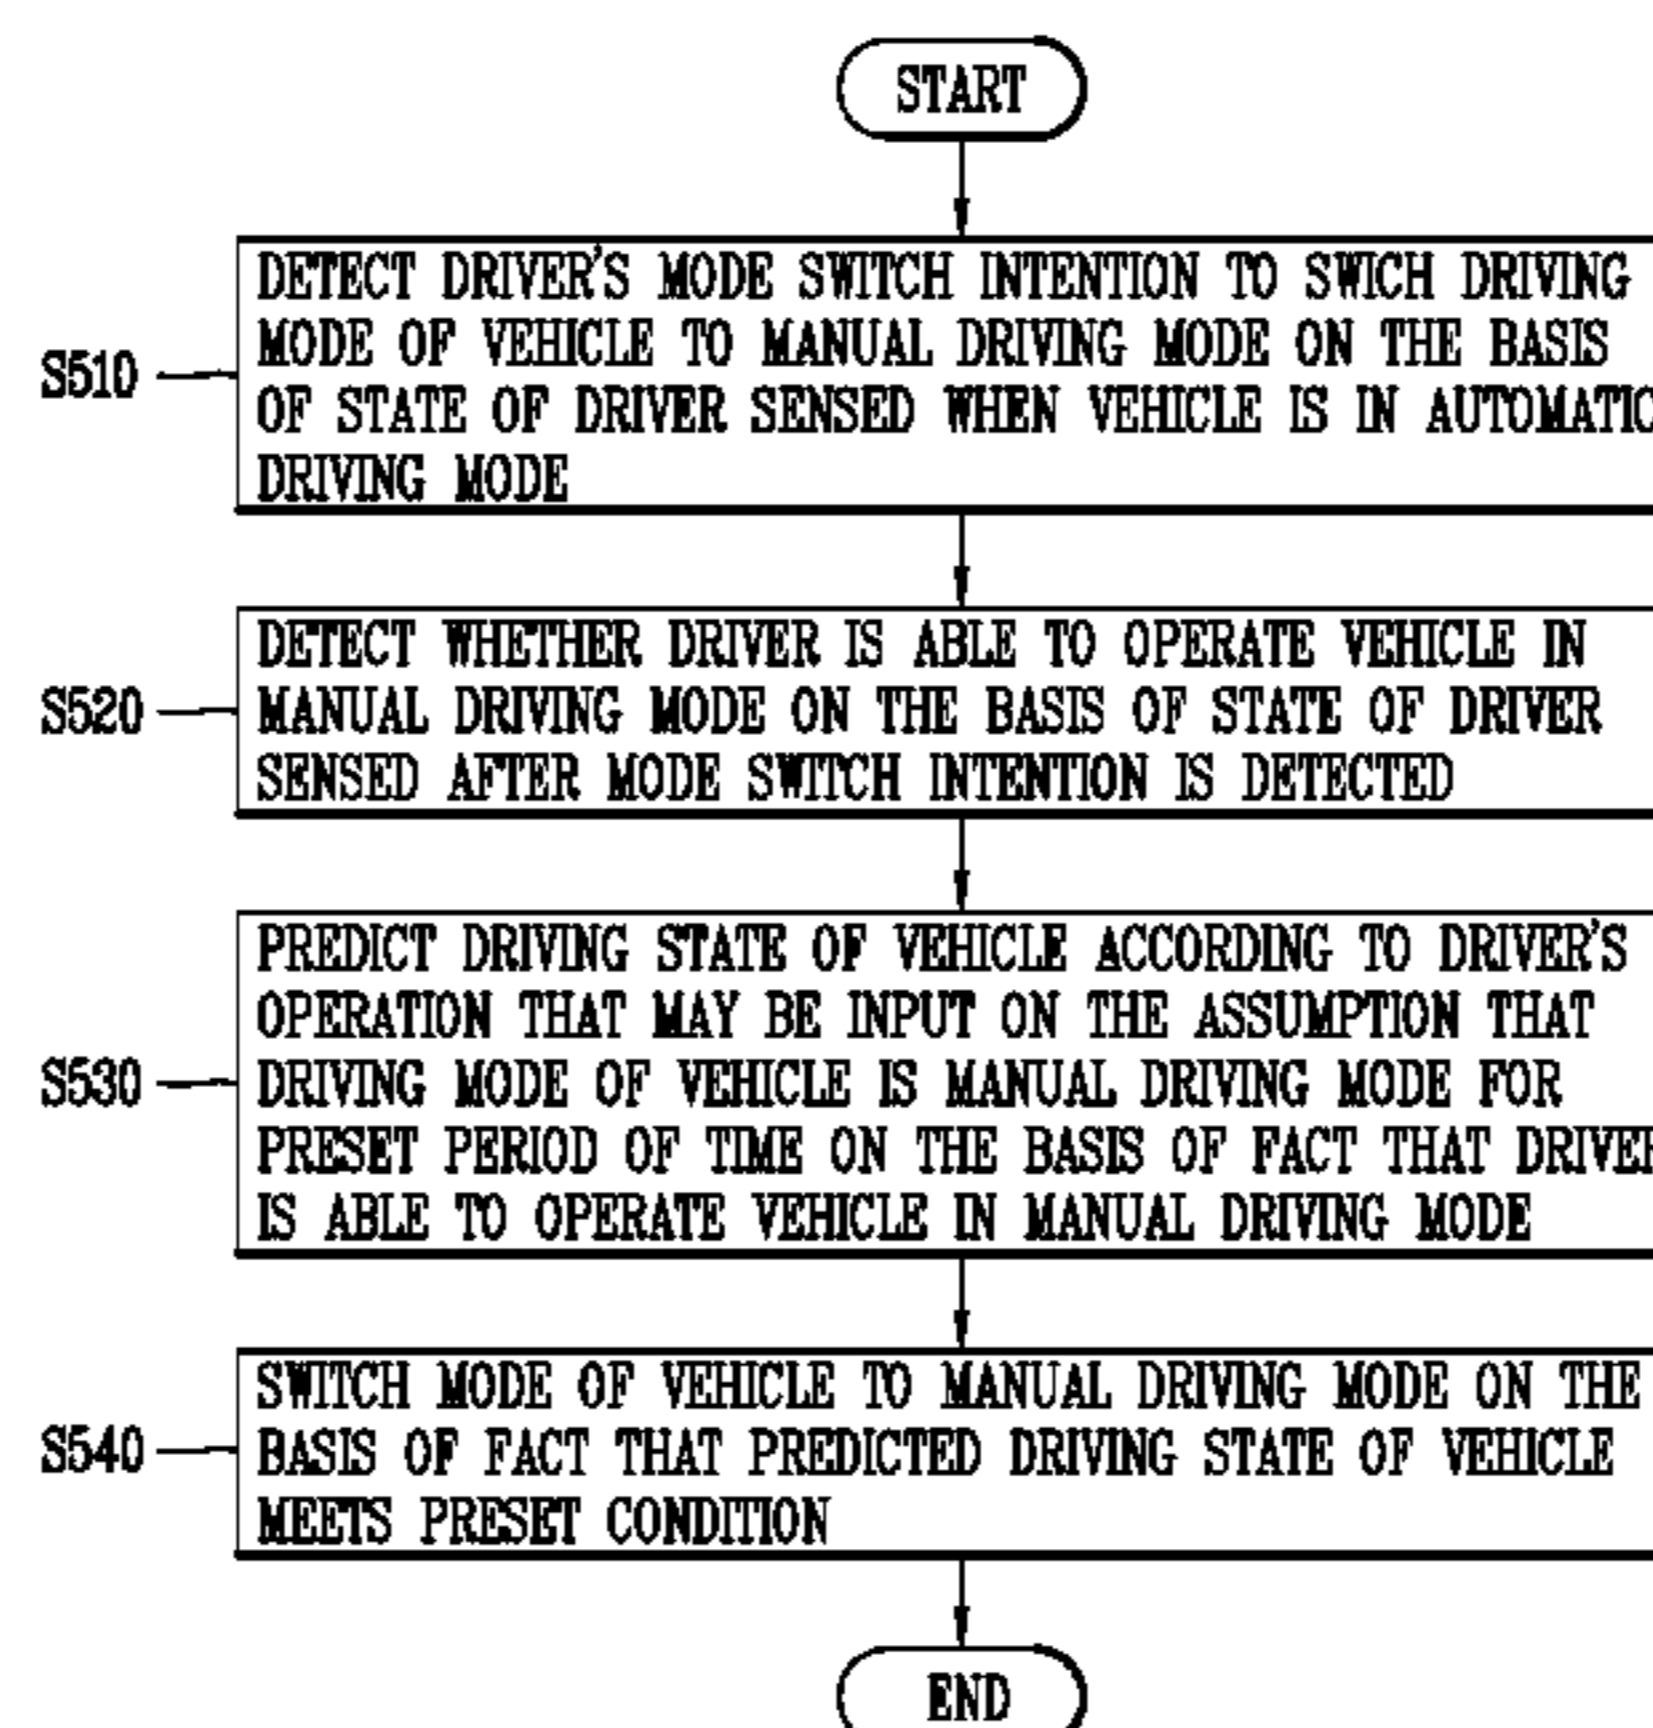 START
S510
DETECT DRIVER'S MODE SWITCH INTENTION TO SWICH DRIVING
MODE OF VEHICLE TO MANUAL DRIVING MODE ON THE BASIS
OF STATE OF DRIVER SENSED WHEN VEHICLE IS IN AUTOMATIC
DRIVING MODE
S520
DETECT WHETHER DRIVER IS ABLE TO OPERATE VEHICLE IN
MANUAL DRIVING MODE ON THE BASIS OF STATE OF DRIVER
SENSED AFTER MODE SWITCH INTENTION IS DETECTED
S530
PREDICT DRIVING STATE OF VEHICLE ACCORDING TO DRIVER'S
OPERATION THAT MAY BE INPUT ON THE ASSUMPTION THAT
DRIVING MODE OF VEHICLE IS MANUAL DRIVING MODE FOR
PRESET PERIOD OF TIME ON THE BASIS OF FACT THAT DRIVER
IS ABLE TO OPERATE VEHICLE IN MANUAL DRIVING MODE
S540
SWITCH MODE OF VEHICLE TO MANUAL DRIVING MODE ON THE
BASIS OF FACT THAT PREDICTED DRIVING STATE OF VEHICLE
MEETS PRESET CONDITION
END